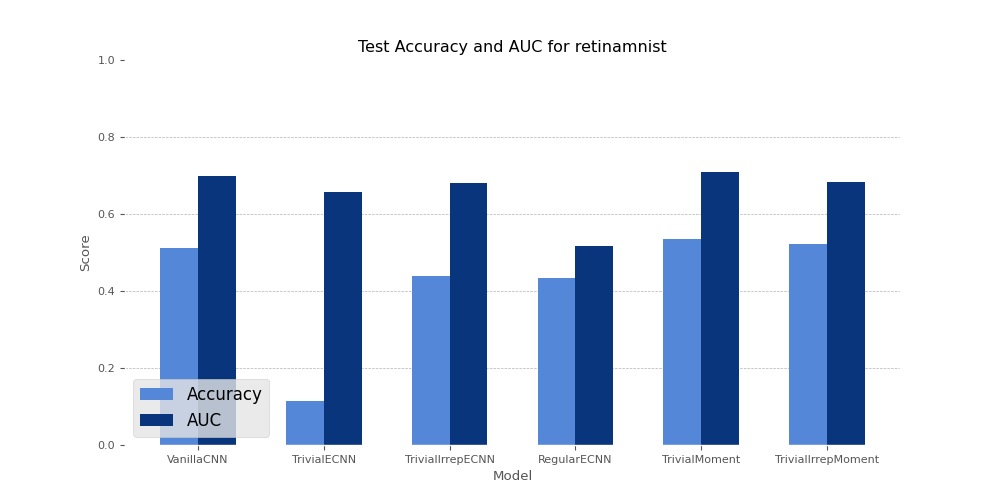 Test Accuracy and AUC for retinamnist
1.0
0.8
0.6
0.4
0.2
0.0
Score
Accuracy
AUC
VanillaCNN TrivialECNN TrivialIrrepECNN RegularECNN TrivialMoment TrivialIrrepMoment
Model